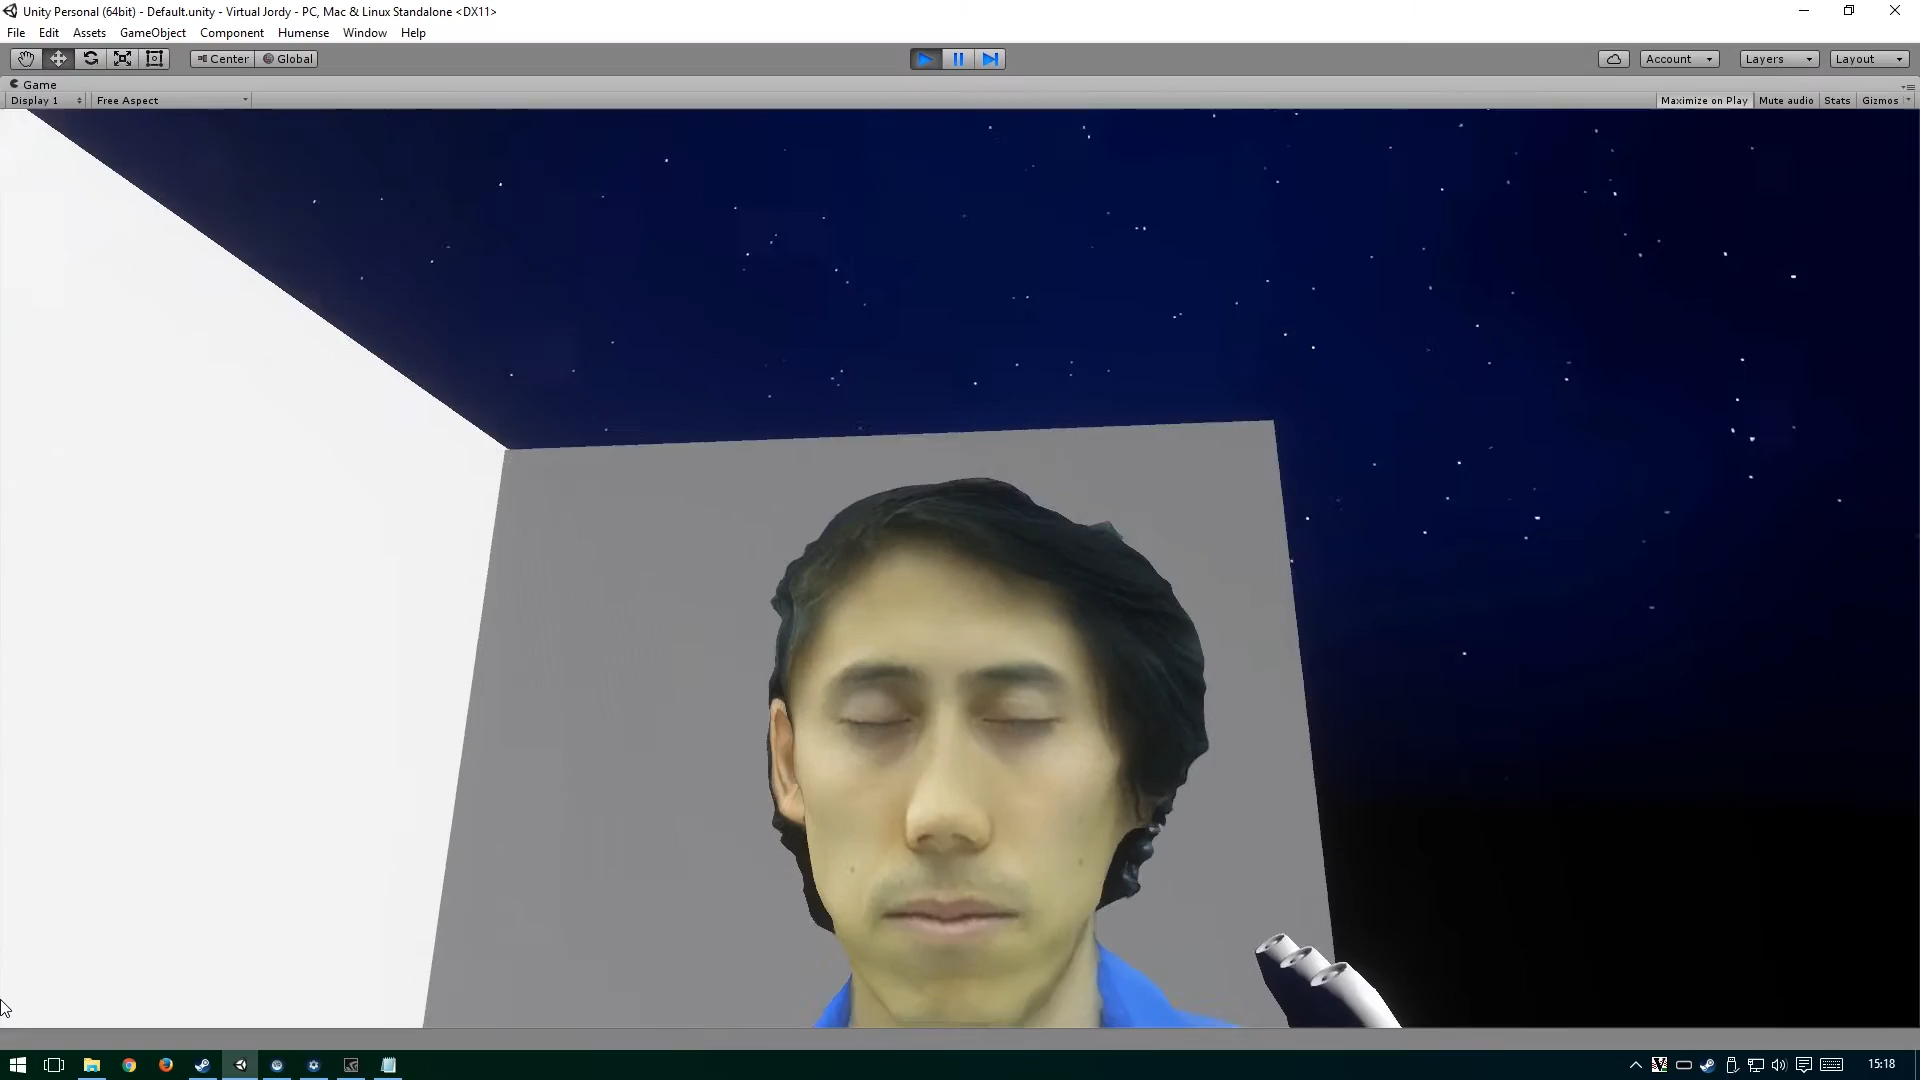 Unity Personal (64bit) - Default.unity - Virtual Jordy - PC, Mac & Linux Standalone <DX11>
File Edit Assets GameObject Component Humense Window Help
Center Global Account Layers Layout
Game
Display 1 Free Aspect Maximize on Play Mute audio Stats Gizmos
15:18